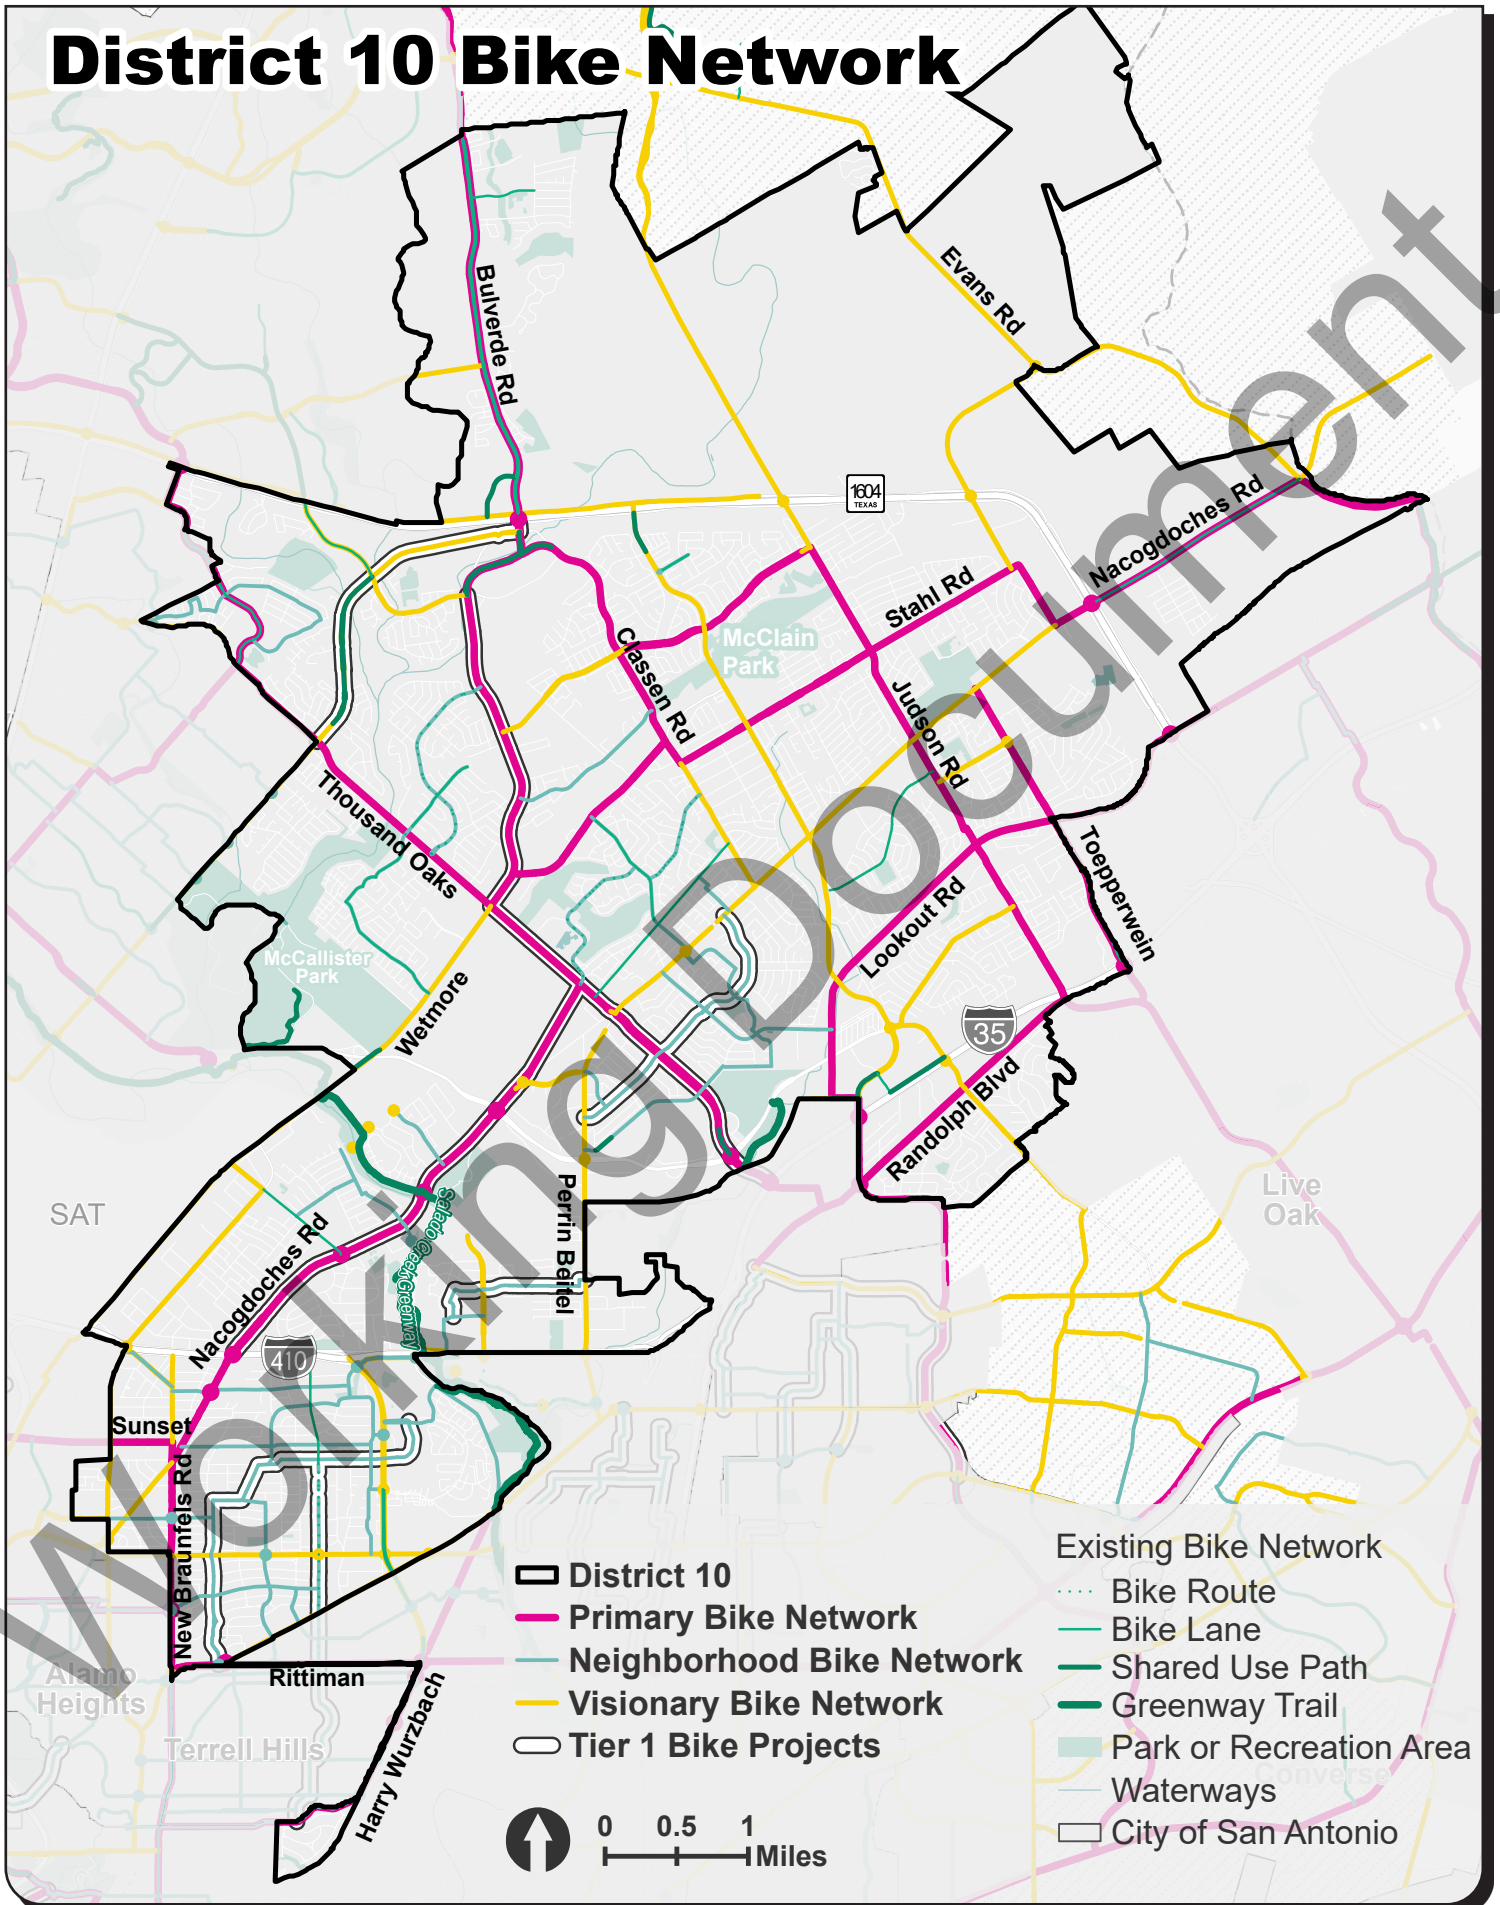 District 10 Bike Network
Evans Rd
Bulverde Rd
1604
TEXAS
Nacogdoches Rd
Stahl Rd
McClain
Park
Classen Rd
Judson Rd
Thousand Oaks
Toepperwein
Lookout Rd
McCallister
Park
Wetmore
35
Randolph Blvd
Salado Creek Greenway
Perrin Beitel
SAT
Live
Oak
Nacogdoches Rd
410
Sunset
New Braunfels Rd
Rittiman
Alamo
Heights
Terrell Hills
Harry Wurzbach
Converse
Working Document
District 10
Primary Bike Network
Neighborhood Bike Network
Visionary Bike Network
Tier 1 Bike Projects
0 0.5 1
Miles
Existing Bike Network
Bike Route
Bike Lane
Shared Use Path
Greenway Trail
Park or Recreation Area
Waterways
City of San Antonio